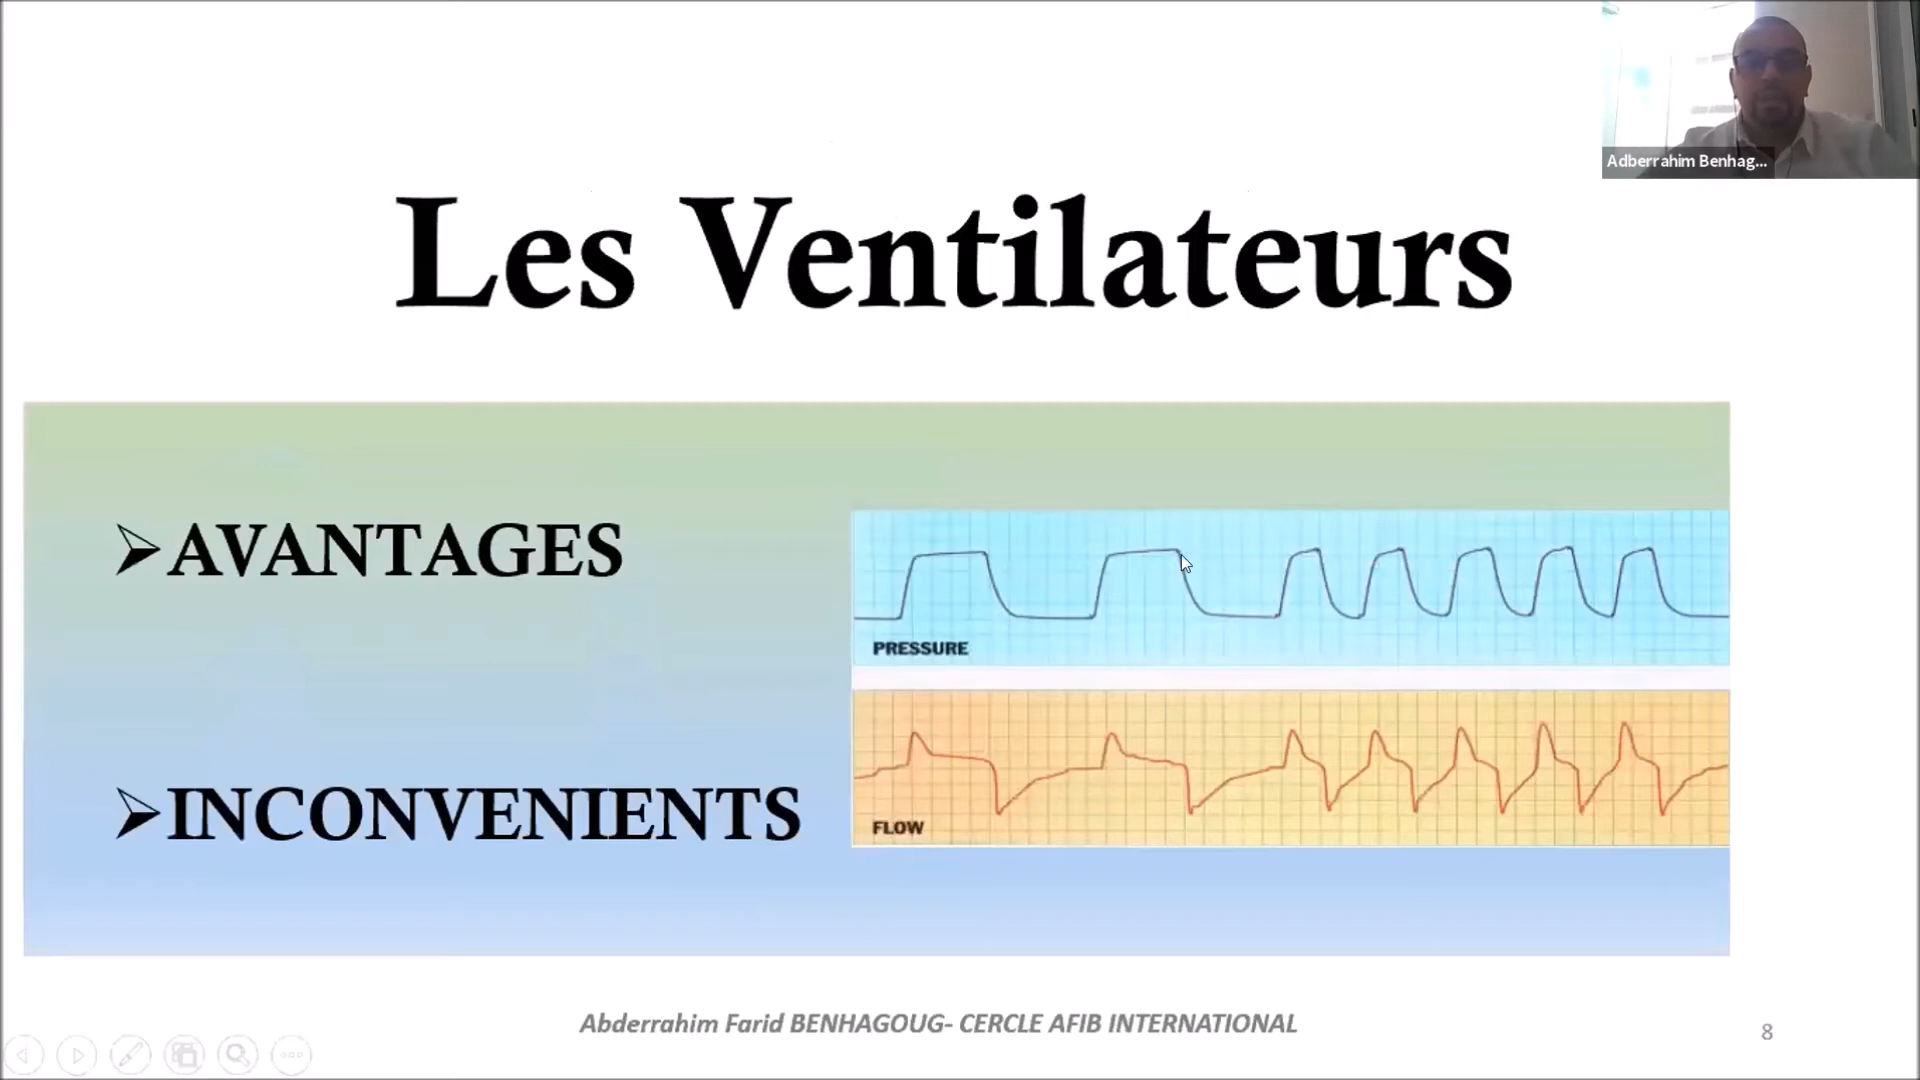 Adberrahim Benhag...
Les Ventilateurs
➢AVANTAGES
➢INCONVENIENTS
PRESSURE
FLOW
Abderrahim Farid BENHAGOUG- CERCLE AFIB INTERNATIONAL
8